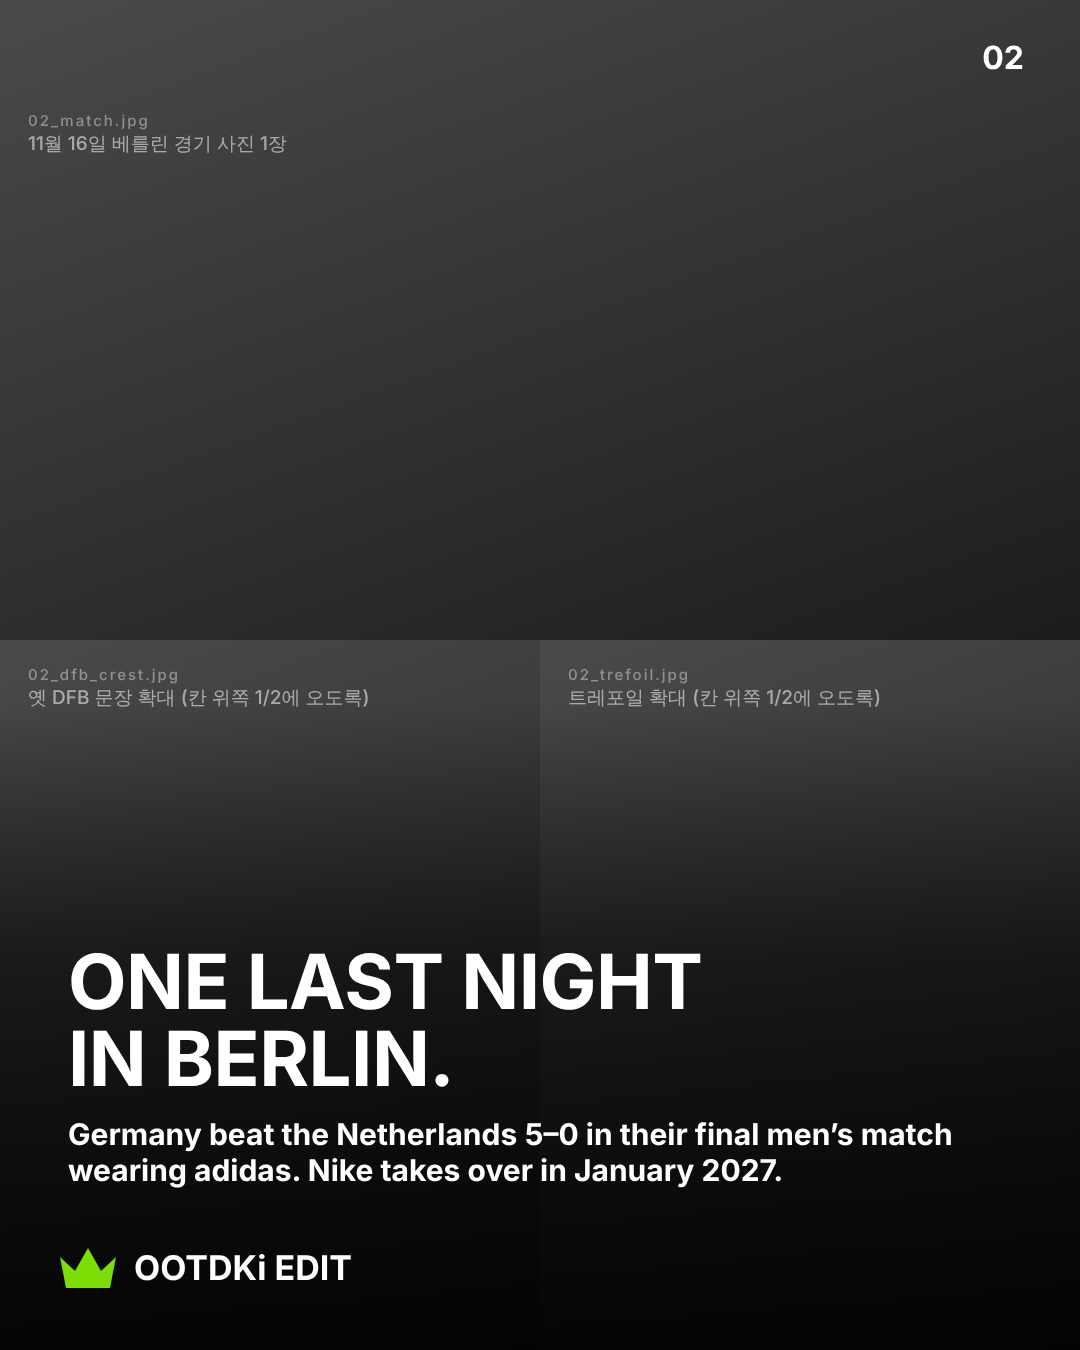 02
02_match.jpg
11월 16일 베를린 경기 사진 1장
02_dfb_crest.jpg
옛 DFB 문장 확대 (칸 위쪽 1/2에 오도록)
02_trefoil.jpg
트레포일 확대 (칸 위쪽 1/2에 오도록)
ONE LAST NIGHT
IN BERLIN.
Germany beat the Netherlands 5–0 in their final men’s match
wearing adidas. Nike takes over in January 2027.
OOTDKi EDIT